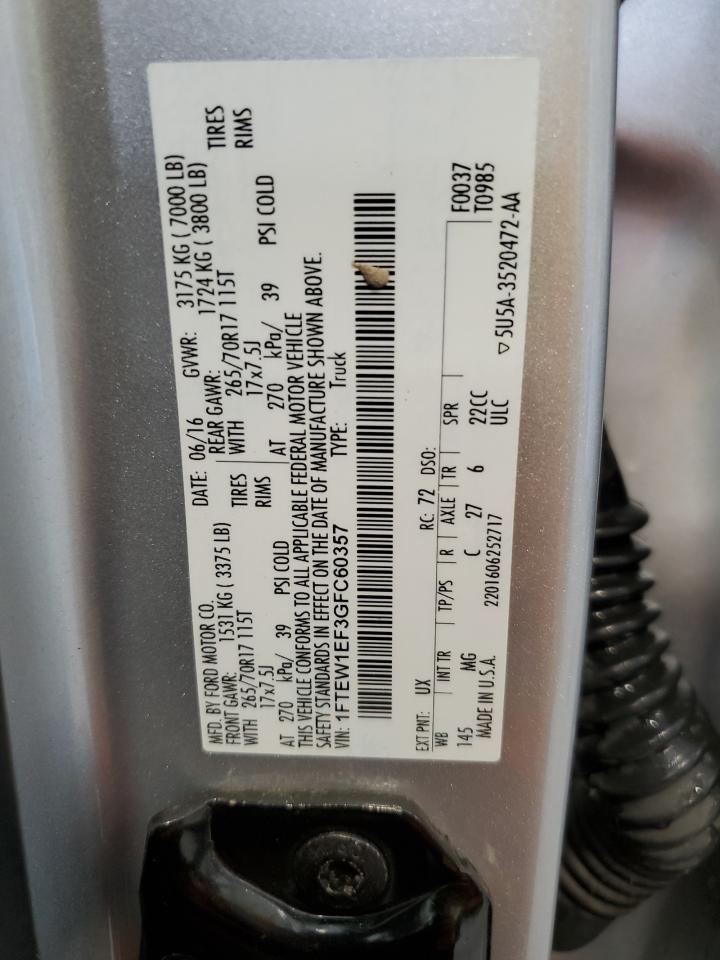 MFD. BY FORD MOTOR CO. DATE: 06/16 GVWR: 3175 KG ( 7000 LB)
FRONT GAWR: 1531 KG ( 3375 LB) REAR GAWR: 1724 KG ( 3800 LB)
WITH 265/70R17 115T TIRES WITH 265/70R17 115T TIRES
17x7.5J RIMS 17x7.5J RIMS
AT 270 kPa/ 39 PSI COLD AT 270 kPa/ 39 PSI COLD
THIS VEHICLE CONFORMS TO ALL APPLICABLE FEDERAL MOTOR VEHICLE
SAFETY STANDARDS IN EFFECT ON THE DATE OF MANUFACTURE SHOWN ABOVE.
VIN: 1FTEW1EF3GFC60357 TYPE: Truck
EXT PNT: UX RC: 72 DSO:
WB INT TR TP/PS R AXLE TR SPR F0037
145 MG C 27 6 22CC T0985
MADE IN U.S.A. 2201606252717 ULC ▽5U5A-3520472-AA